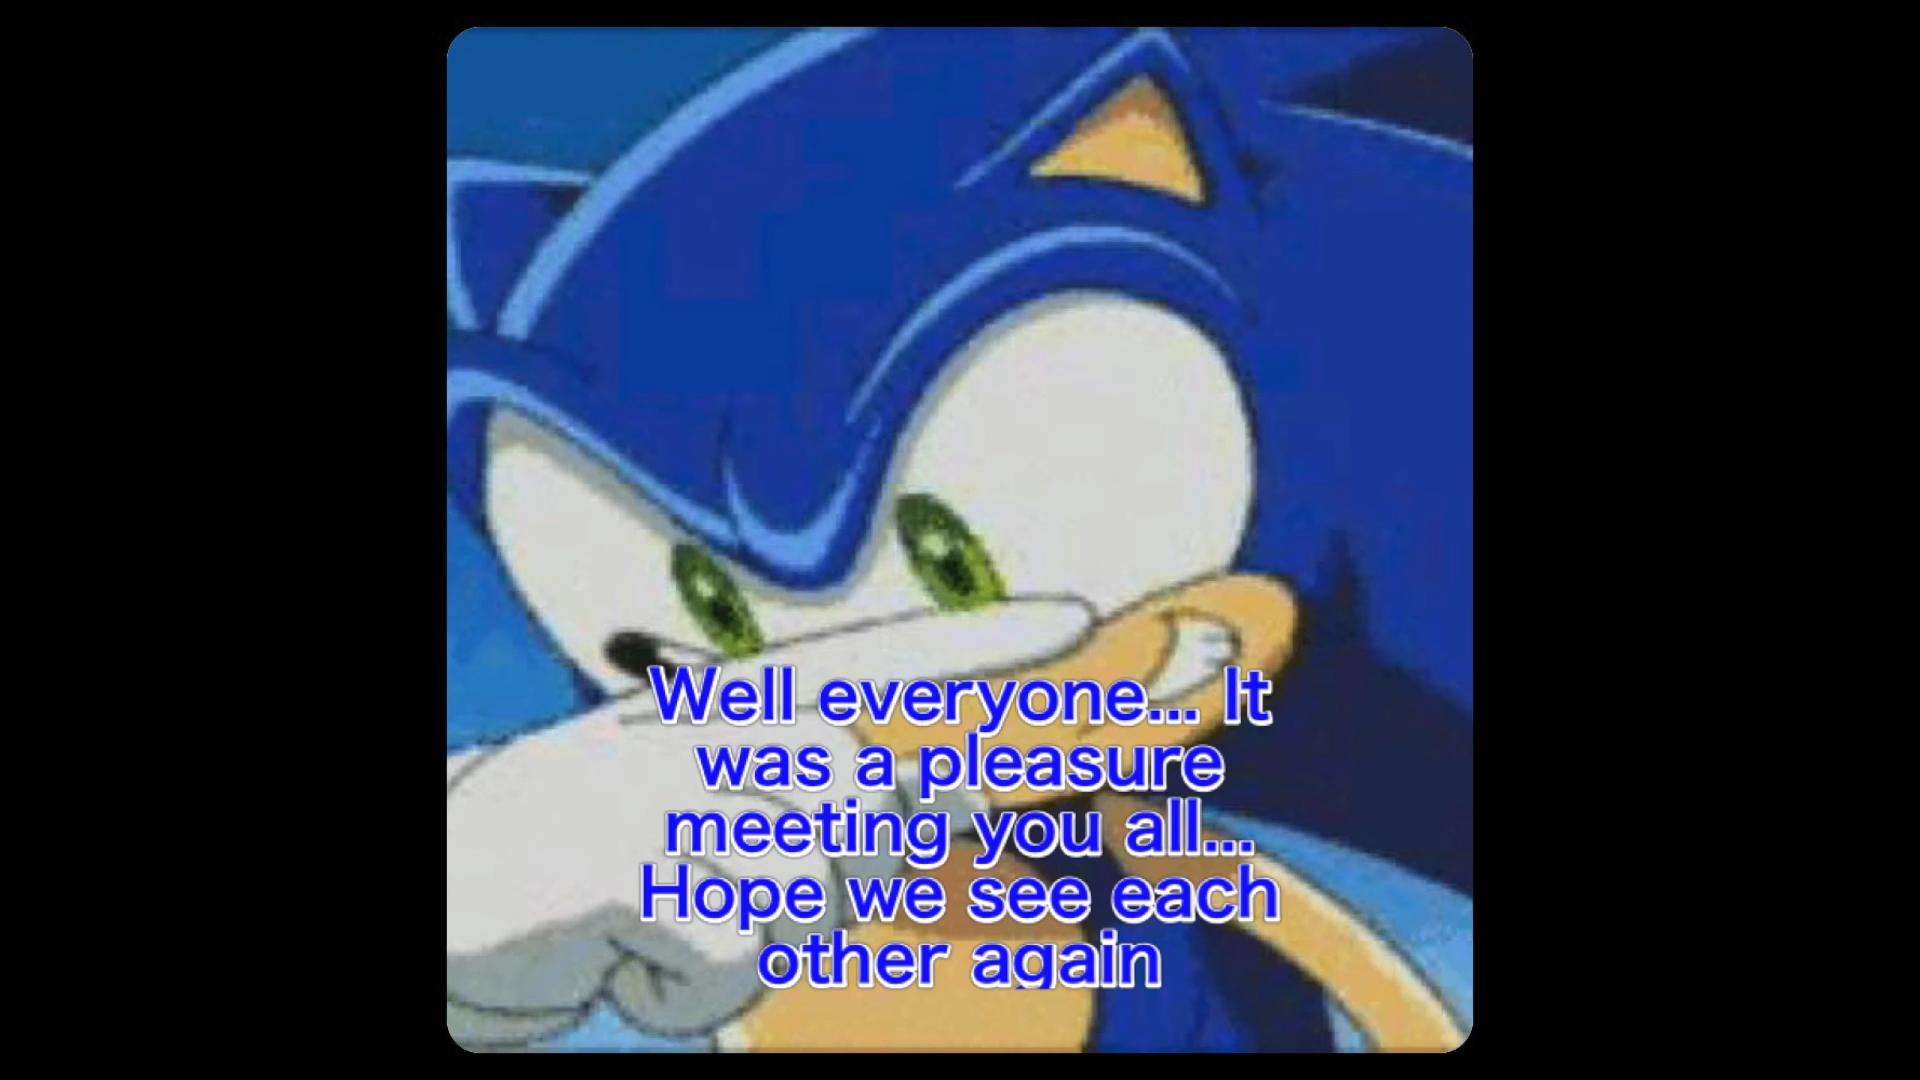 Well everyone... It
was a pleasure
meeting you all...
Hope we see each
other again